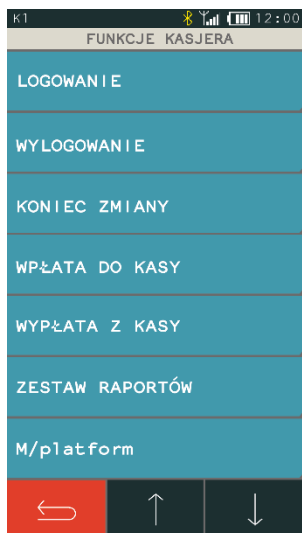 K1 12:00
FUNKCJE KASJERA
LOGOWANIE
WYLOGOWANIE
KONIEC ZMIANY
WPŁATA DO KASY
WYPŁATA Z KASY
ZESTAW RAPORTÓW
M/platform